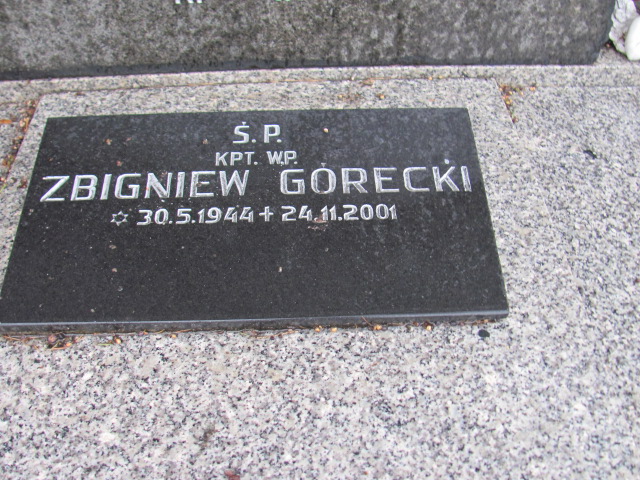 Ś. P.
KPT. W.P.
ZBIGNIEW GÓRECKI
✡ 30.5.1944 + 24.11.2001